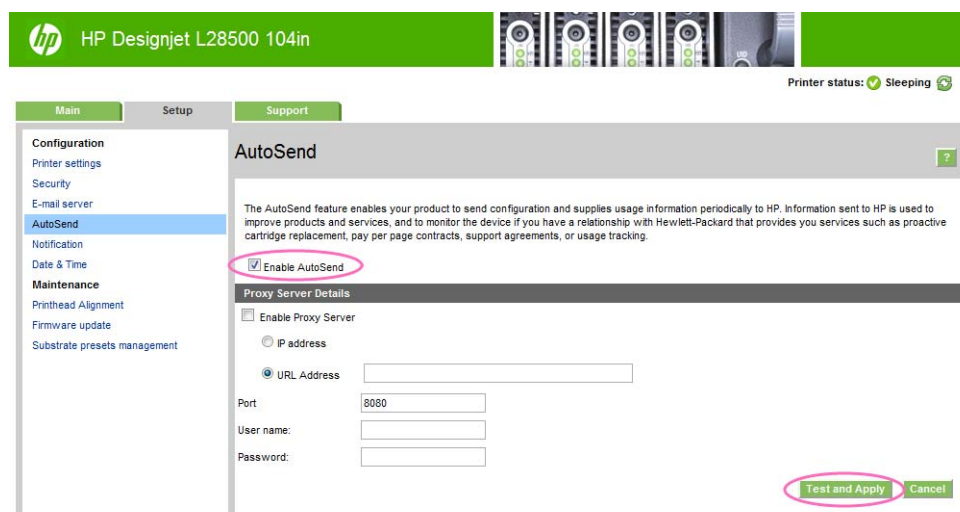 hp HP Designjet L28500 104in
Printer status: Sleeping
Main Setup Support
Configuration
Printer settings
Security
E-mail server
AutoSend
Notification
Date & Time
Maintenance
Printhead Alignment
Firmware update
Substrate presets management
AutoSend
?
The AutoSend feature enables your product to send configuration and supplies usage information periodically to HP. Information sent to HP is used to
improve products and services, and to monitor the device if you have a relationship with Hewlett-Packard that provides you services such as proactive
cartridge replacement, pay per page contracts, support agreements, or usage tracking.
Enable AutoSend
Proxy Server Details
Enable Proxy Server
IP address
URL Address
Port 8080
User name:
Password:
Test and Apply Cancel